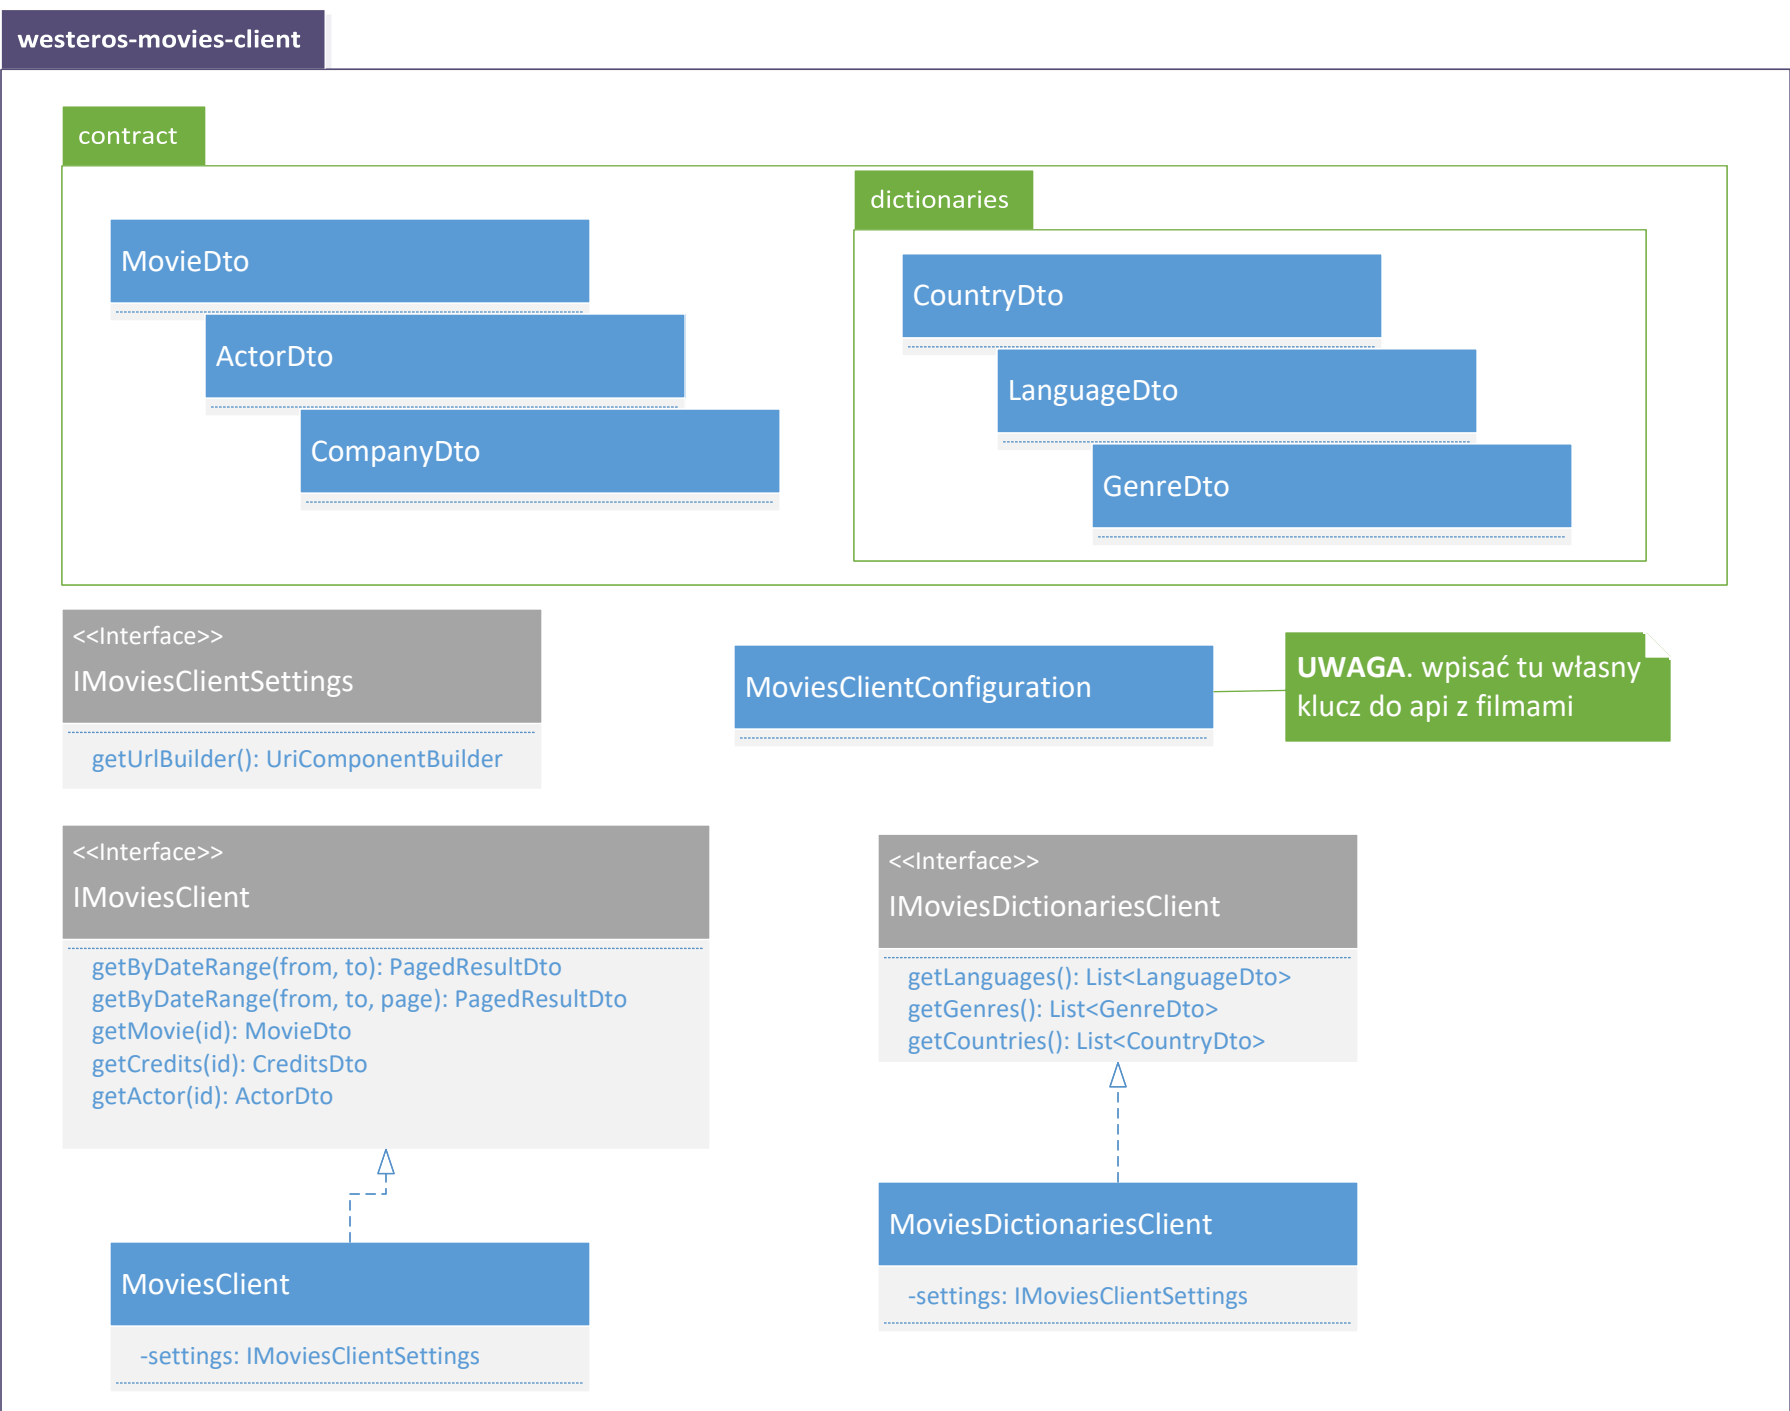 westeros-movies-client
contract
dictionaries
MovieDto
ActorDto
CompanyDto
CountryDto
LanguageDto
GenreDto
<<Interface>>
IMoviesClientSettings
getUrlBuilder(): UriComponentBuilder
MoviesClientConfiguration
UWAGA. wpisać tu własny
klucz do api z filmami
<<Interface>>
IMoviesClient
getByDateRange(from, to): PagedResultDto
getByDateRange(from, to, page): PagedResultDto
getMovie(id): MovieDto
getCredits(id): CreditsDto
getActor(id): ActorDto
<<Interface>>
IMoviesDictionariesClient
getLanguages(): List<LanguageDto>
getGenres(): List<GenreDto>
getCountries(): List<CountryDto>
MoviesClient
-settings: IMoviesClientSettings
MoviesDictionariesClient
-settings: IMoviesClientSettings